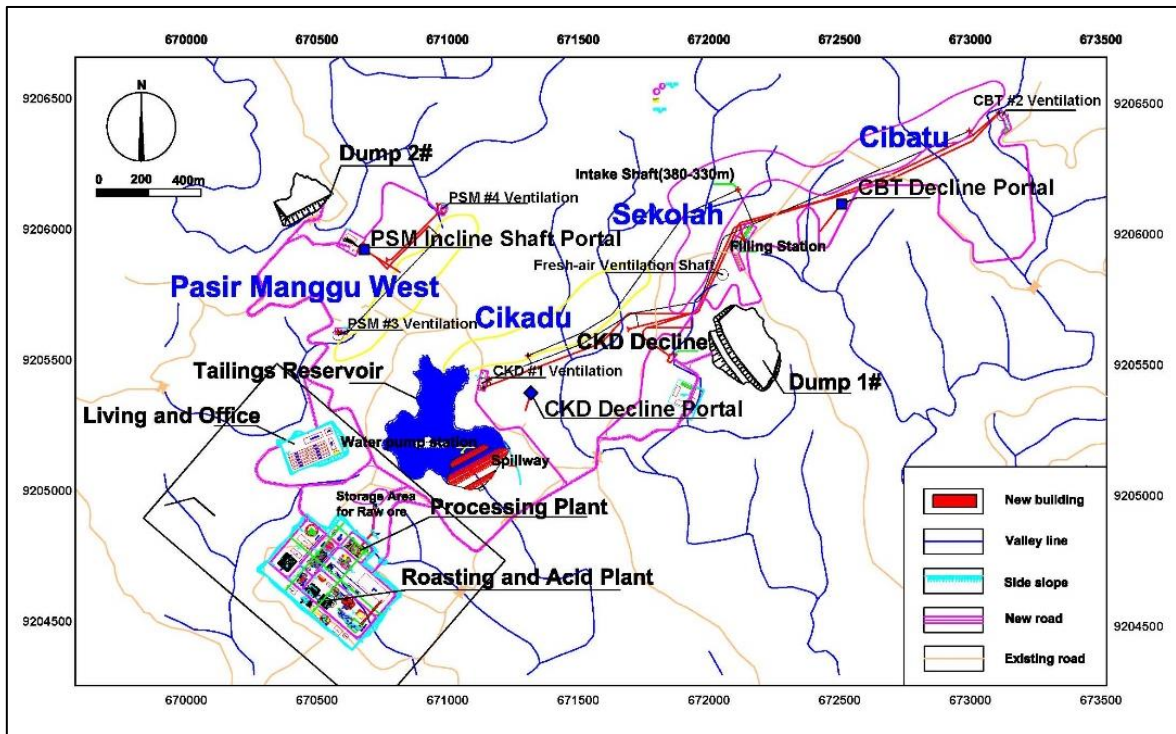 670000 670500 671000 671500 672000 672500 673000 673500
9206500 9206500
N
CBT #2 Ventilation
Cibatu
Dump 2#
0 200 400m
Intake Shaft(380-330m)
PSM #4 Ventilation
CBT Decline Portal
Sekolah
9206000 9206000
PSM Incline Shaft Portal
Filling Station
Fresh-air Ventilation Shaft
Pasir Manggu West
PSM #3 Ventilation
Cikadu
CKD Decline
9205500 9205500
Tailings Reservoir
CKD #1 Ventilation
Dump 1#
Living and Office
CKD Decline Portal
Water pump station
Spillway
9205000 9205000
Storage Area
for Raw ore
Processing Plant
Roasting and Acid Plant
9204500 9204500
New building
Valley line
Side slope
New road
Existing road
670000 670500 671000 671500 672000 672500 673000 673500